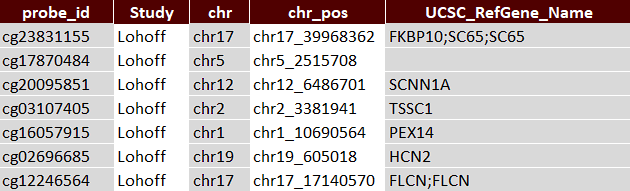 probe_id Study chr chr_pos UCSC_RefGene_Name
cg23831155 Lohoff chr17 chr17_39968362 FKBP10;SC65;SC65
cg17870484 Lohoff chr5 chr5_2515708
cg20095851 Lohoff chr12 chr12_6486701 SCNN1A
cg03107405 Lohoff chr2 chr2_3381941 TSSC1
cg16057915 Lohoff chr1 chr1_10690564 PEX14
cg02696685 Lohoff chr19 chr19_605018 HCN2
cg12246564 Lohoff chr17 chr17_17140570 FLCN;FLCN